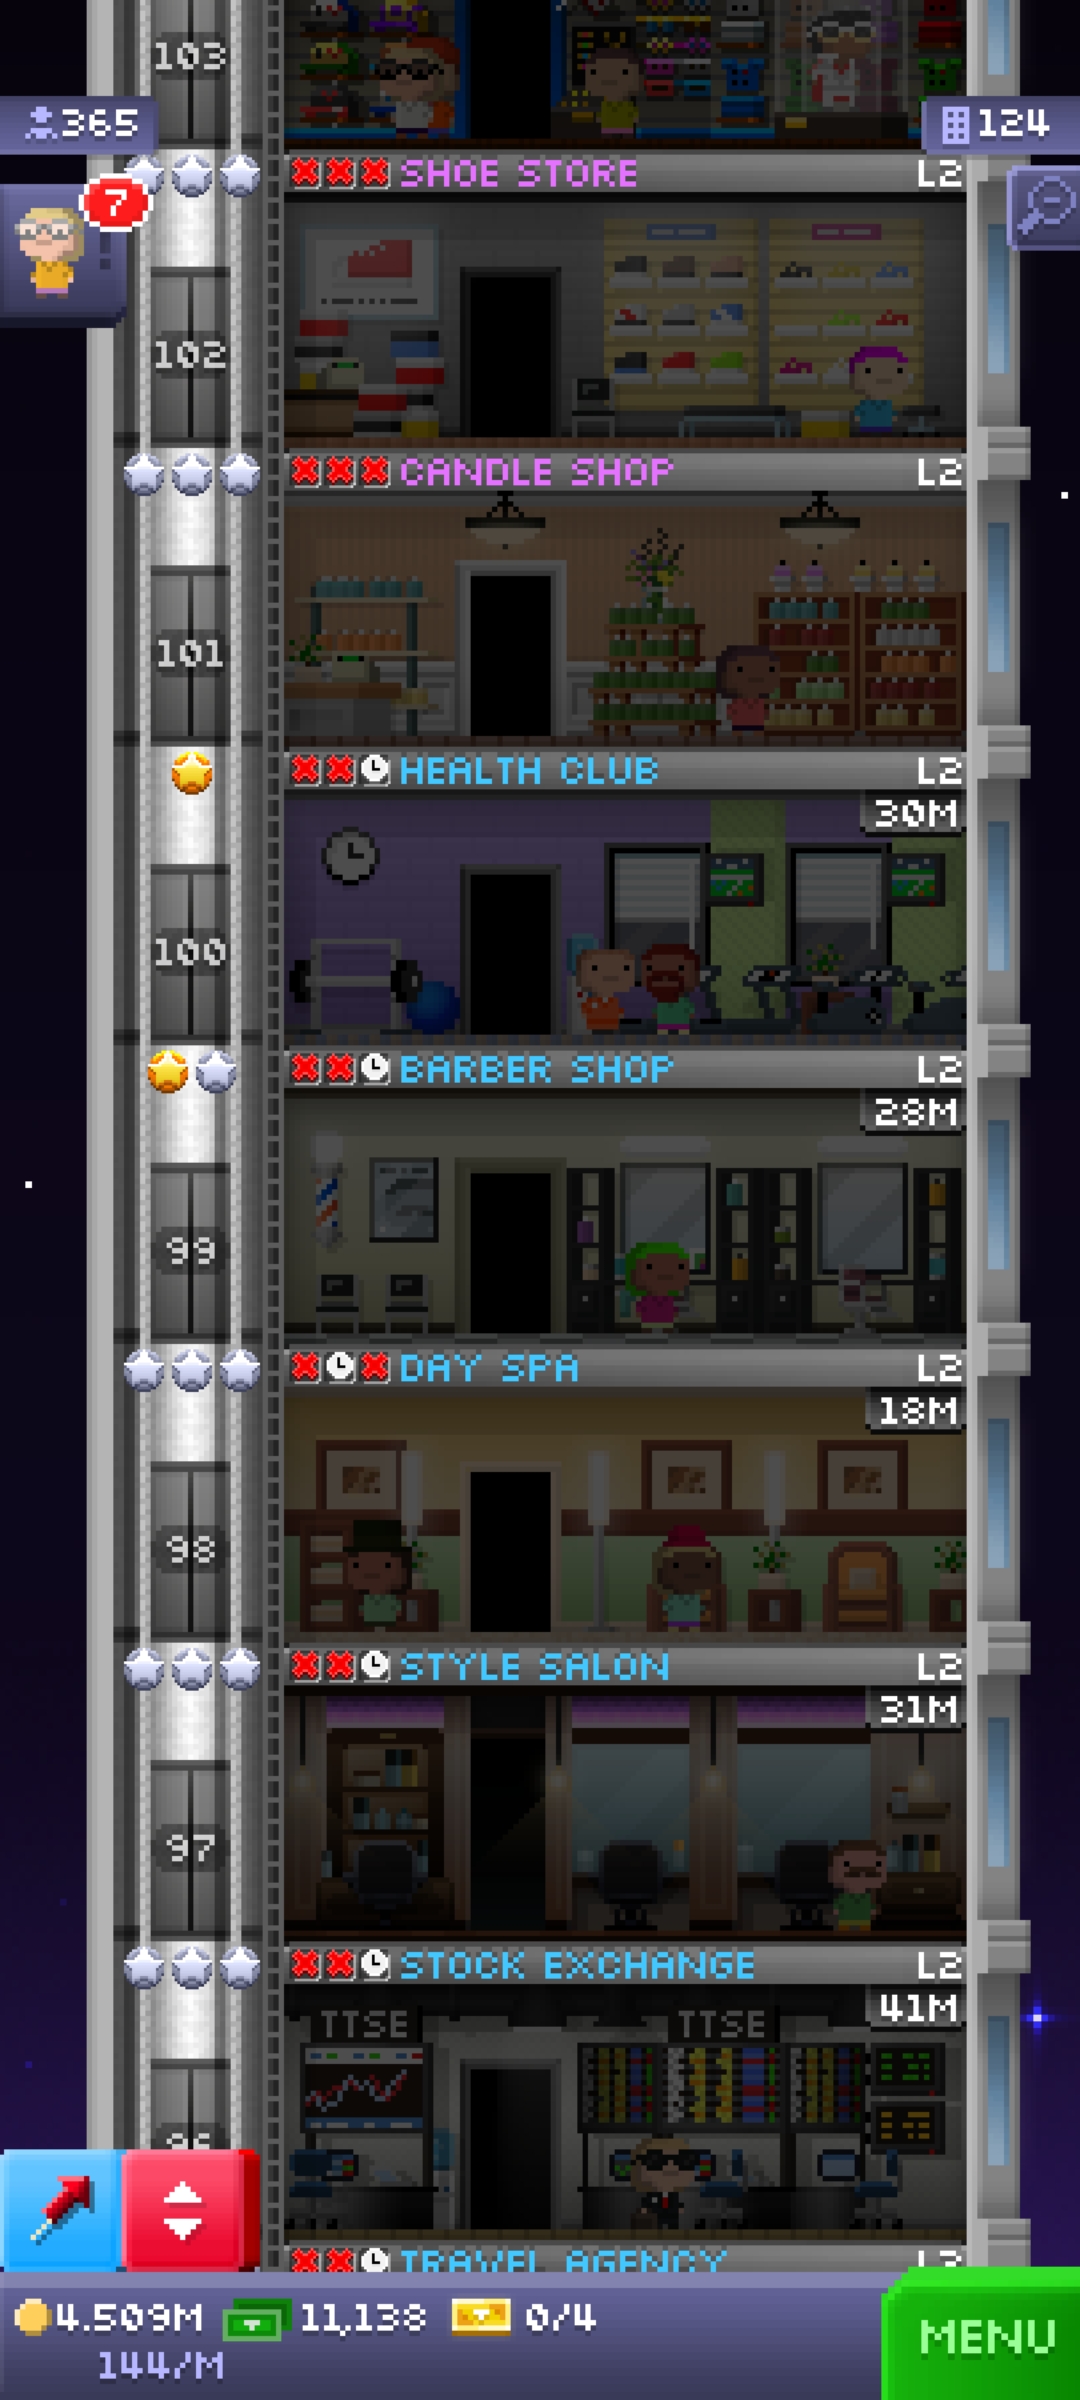 103
365
124
SHOE STORE L2
7
102
CANDLE SHOP L2
101
HEALTH CLUB L2
30M
100
BARBER SHOP L2
28M
99
DAY SPA L2
18M
98
STYLE SALON L2
31M
97
STOCK EXCHANGE L2
41M
TTSE TTSE
96
TRAVEL AGENCY L3
4.509M 11,138 0/4
144/M
MENU